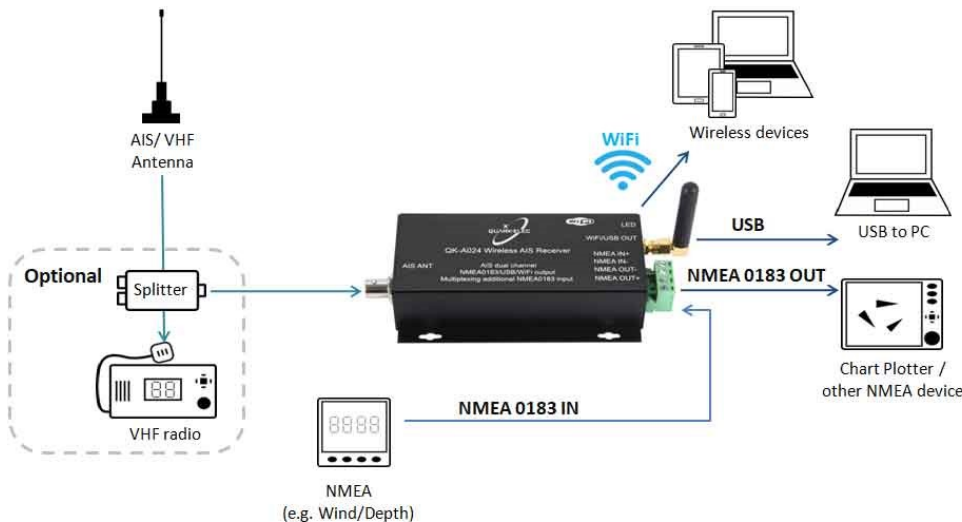 AIS/ VHF
Antenna
Optional
Splitter
VHF radio
WiFi
Wireless devices
USB
USB to PC
QUARK-ELEC
QK-A024 Wireless AIS Receiver
AIS dual channel
NMEA0183/USB/WiFi output
Multiplexing additional NMEA0183 input
AIS ANT
WiFi
LED
WIFI/USB OUT
NMEA IN+
NMEA IN-
NMEA OUT-
NMEA OUT+
NMEA 0183 OUT
Chart Plotter /
other NMEA device
NMEA 0183 IN
NMEA
(e.g. Wind/Depth)